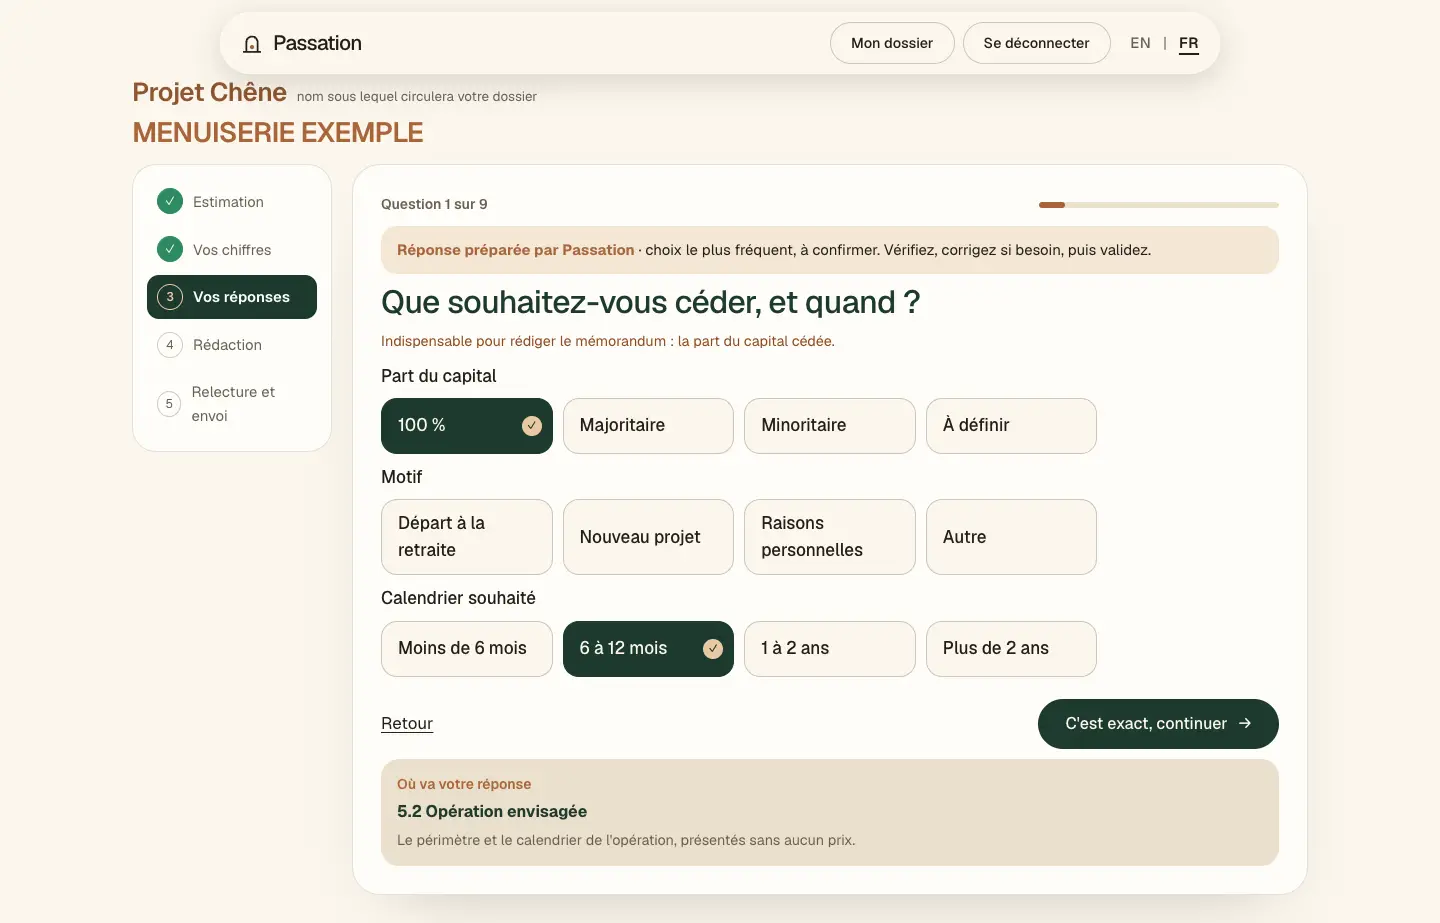 Passation
Mon dossier
Se déconnecter
EN | FR
Projet Chêne nom sous lequel circulera votre dossier
MENUISERIE EXEMPLE
Estimation
Vos chiffres
3 Vos réponses
4 Rédaction
5 Relecture et
envoi
Question 1 sur 9
Réponse préparée par Passation · choix le plus fréquent, à confirmer. Vérifiez, corrigez si besoin, puis validez.
Que souhaitez-vous céder, et quand ?
Indispensable pour rédiger le mémorandum : la part du capital cédée.
Part du capital
100 %
Majoritaire
Minoritaire
À définir
Motif
Départ à la
retraite
Nouveau projet
Raisons
personnelles
Autre
Calendrier souhaité
Moins de 6 mois
6 à 12 mois
1 à 2 ans
Plus de 2 ans
Retour
C'est exact, continuer →
Où va votre réponse
5.2 Opération envisagée
Le périmètre et le calendrier de l'opération, présentés sans aucun prix.